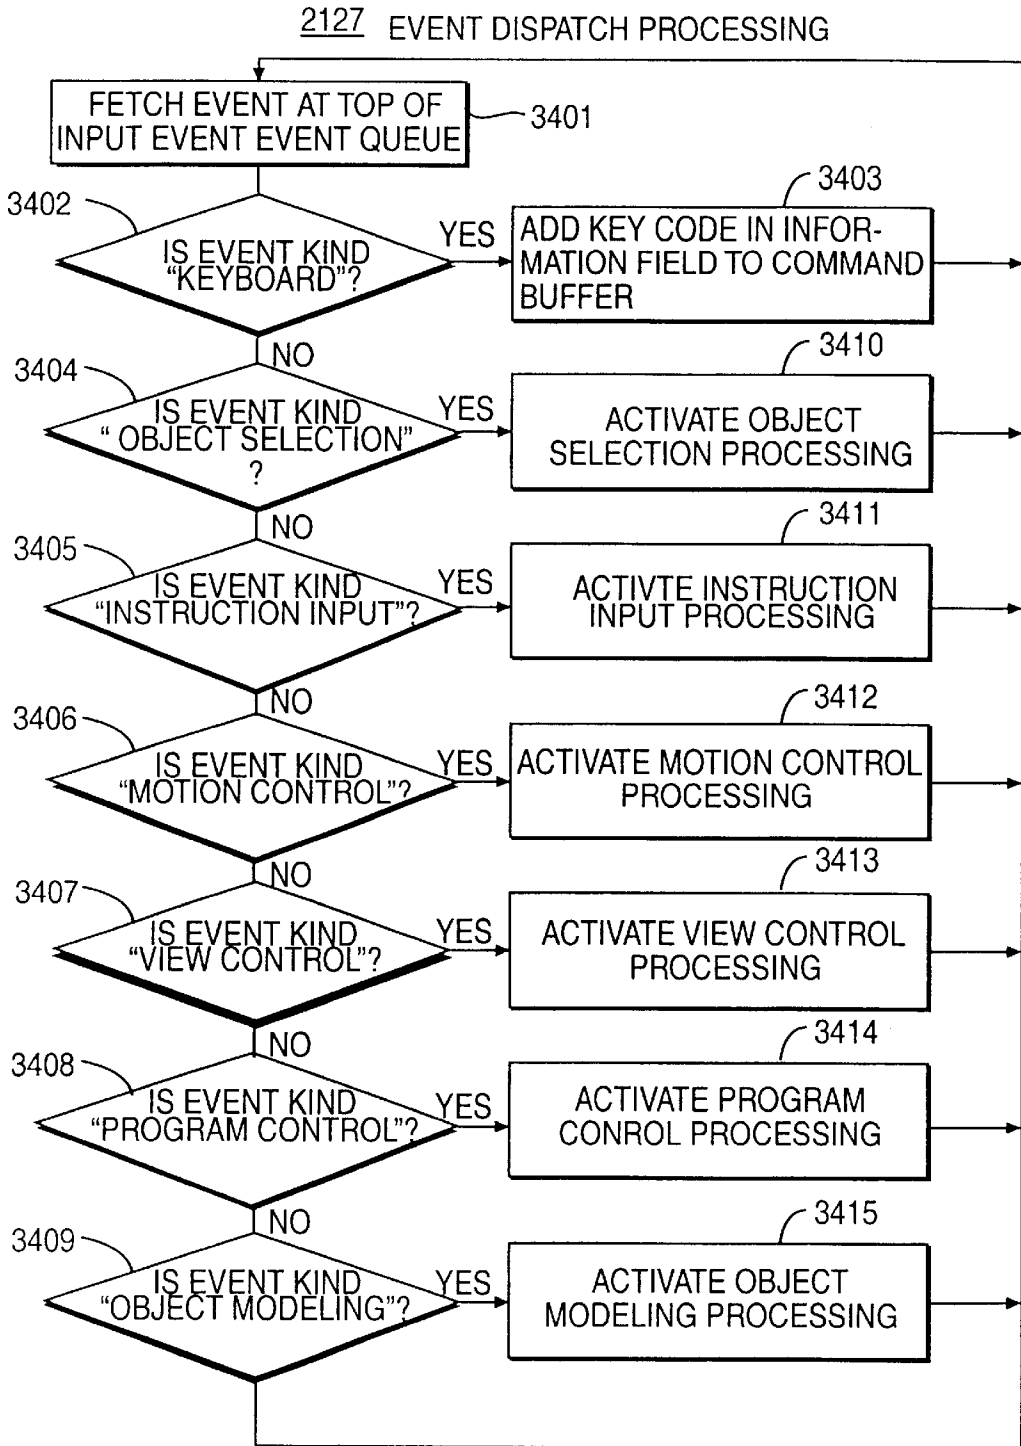 2127 EVENT DISPATCH PROCESSING
FETCH EVENT AT TOP OF
INPUT EVENT EVENT QUEUE
3401
3402
IS EVENT KIND
“KEYBOARD”?
YES
3403
ADD KEY CODE IN INFOR-
MATION FIELD TO COMMAND
BUFFER
NO
3404
IS EVENT KIND
“ OBJECT SELECTION”
?
YES
3410
ACTIVATE OBJECT
SELECTION PROCESSING
NO
3405
IS EVENT KIND
“INSTRUCTION INPUT”?
YES
3411
ACTIVTE INSTRUCTION
INPUT PROCESSING
NO
3406
IS EVENT KIND
“MOTION CONTROL”?
YES
3412
ACTIVATE MOTION CONTROL
PROCESSING
NO
3407
IS EVENT KIND
“VIEW CONTROL”?
YES
3413
ACTIVATE VIEW CONTROL
PROCESSING
NO
3408
IS EVENT KIND
“PROGRAM CONTROL”?
YES
3414
ACTIVATE PROGRAM
CONROL PROCESSING
NO
3409
IS EVENT KIND
“OBJECT MODELING”?
YES
3415
ACTIVATE OBJECT
MODELING PROCESSING